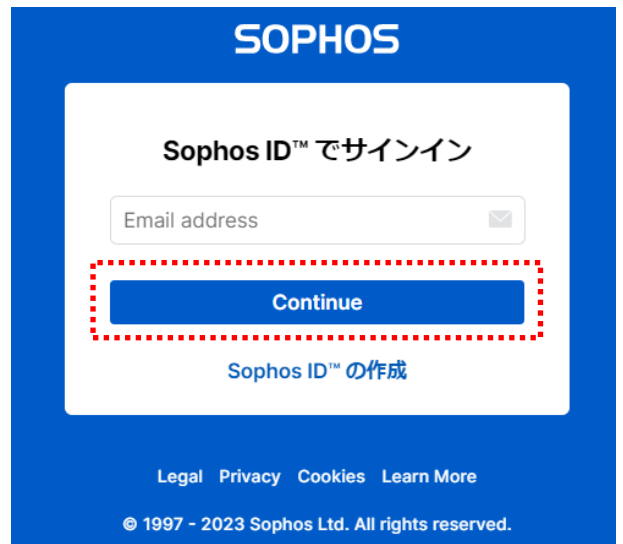 SOPHOS
Sophos ID™ でサインイン
Email address
Continue
Sophos ID™ の作成
Legal Privacy Cookies Learn More
© 1997 - 2023 Sophos Ltd. All rights reserved.